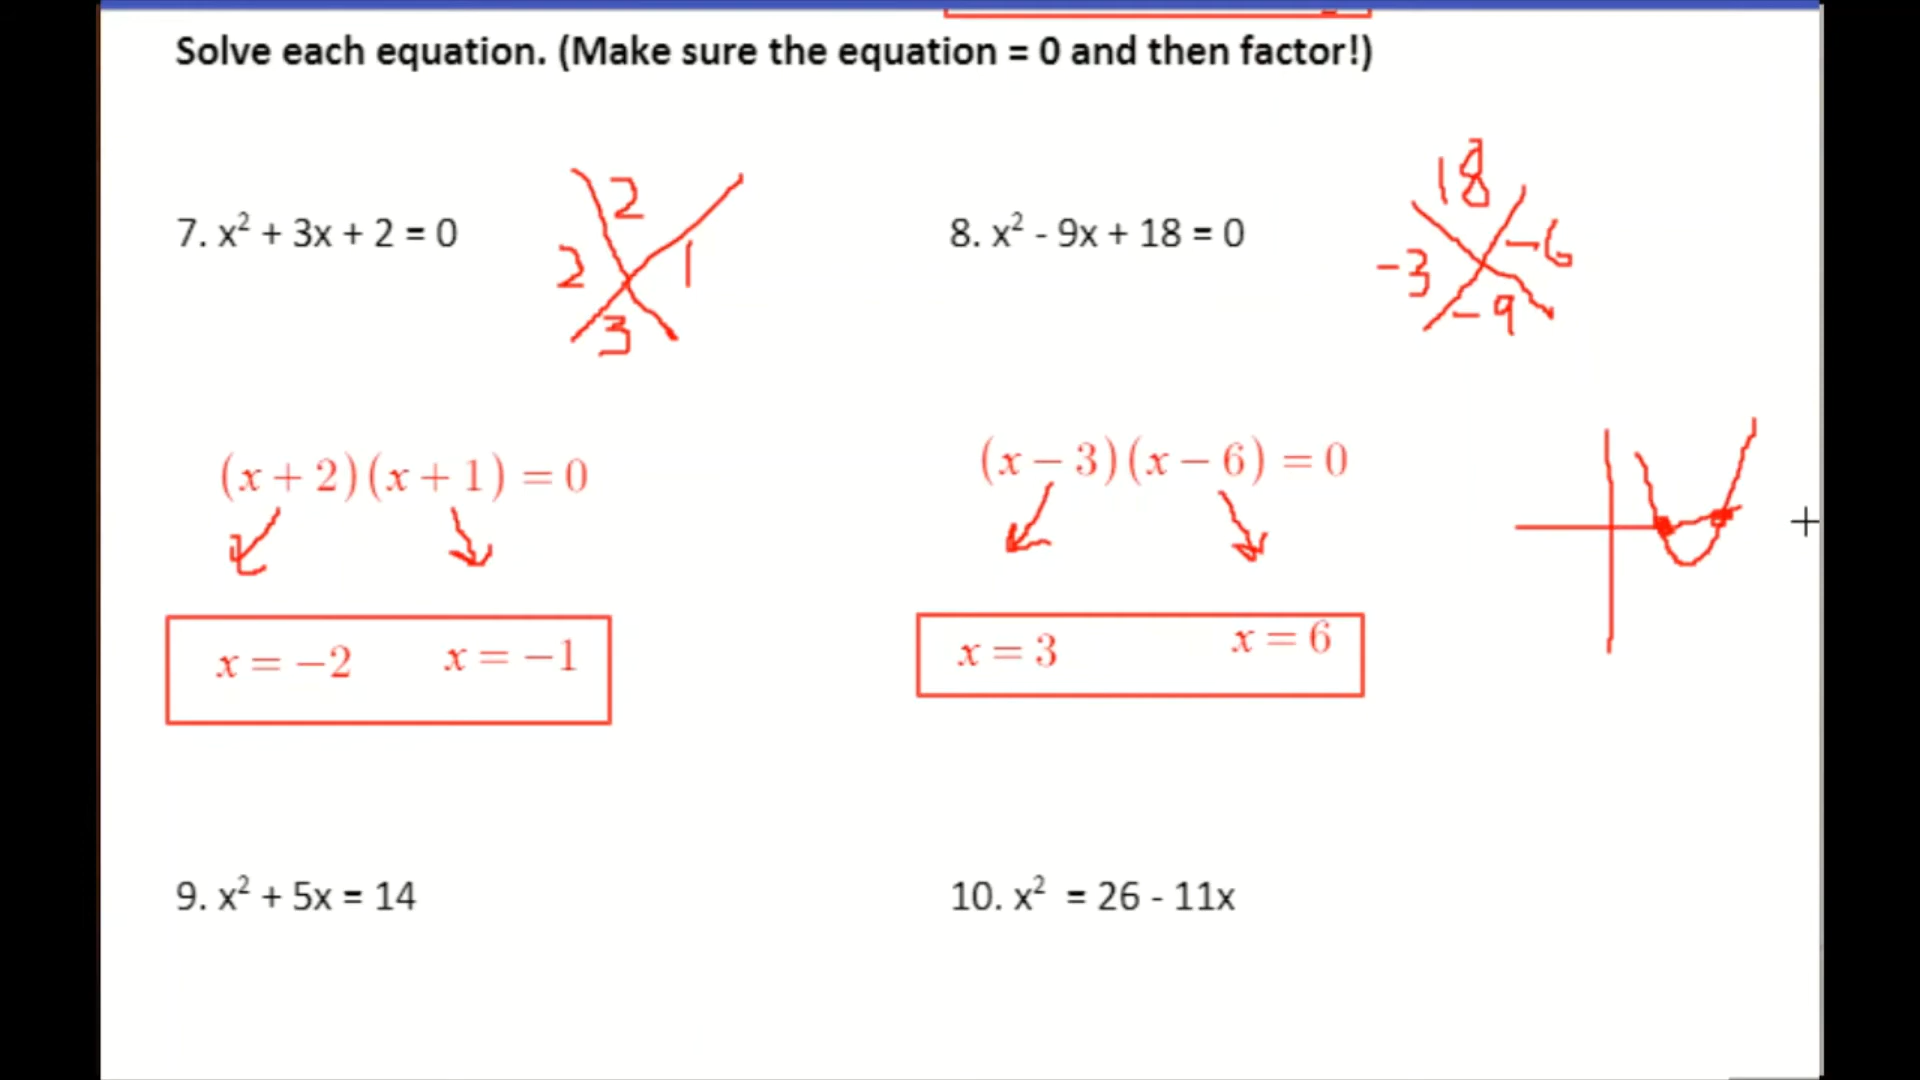 Solve each equation. (Make sure the equation = 0 and then factor!)
7. x² + 3x + 2 = 0
2
2 1
3
8. x² - 9x + 18 = 0
18
-3 -6
-9
(x + 2)(x + 1) = 0
(x − 3)(x − 6) = 0
x = −2 x = −1
x = 3 x = 6
9. x² + 5x = 14
10. x² = 26 - 11x